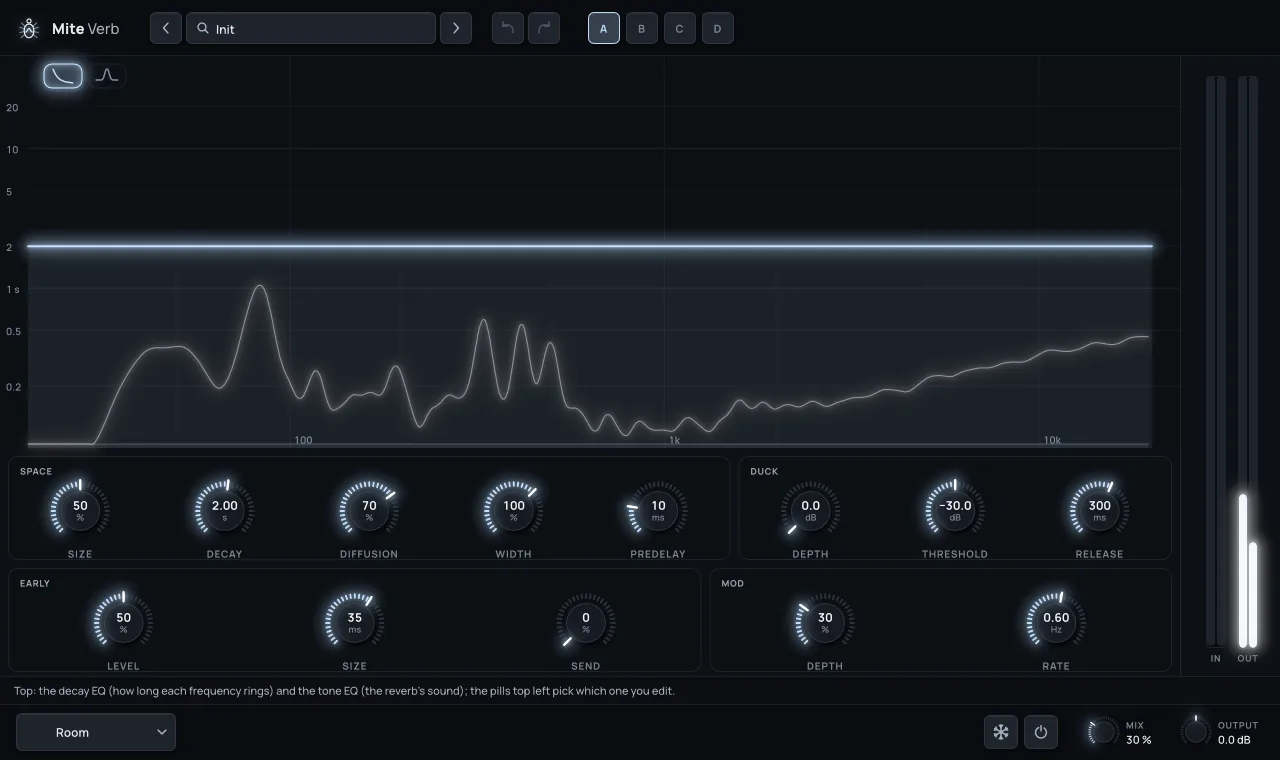 Mite Verb
Init
A B C D
20
10
5
2
1 s
0.5
0.2
100 1k 10k
SPACE
50 %
SIZE
2.00 s
DECAY
70 %
DIFFUSION
100 %
WIDTH
10 ms
PREDELAY
DUCK
0.0 dB
DEPTH
−30.0 dB
THRESHOLD
300 ms
RELEASE
EARLY
50 %
LEVEL
35 ms
SIZE
0 %
SEND
MOD
30 %
DEPTH
0.60 Hz
RATE
IN OUT
Top: the decay EQ (how long each frequency rings) and the tone EQ (the reverb's sound); the pills top left pick which one you edit.
Room
MIX
30 %
OUTPUT
0.0 dB